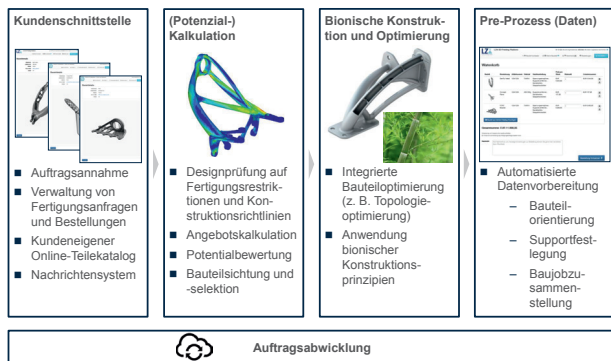 Kundenschnittstelle
Auftragsannahme
Verwaltung von
Fertigungsanfragen
und Bestellungen
Kundeneigener
Online-Teilekatalog
Nachrichtensystem
(Potenzial-)
Kalkulation
Designprüfung auf
Fertigungsrestrik-
tionen und Kon-
struktionsrichtlinien
Angebotskalkulation
Potentialbewertung
Bauteilsichtung und
-selektion
Bionische Konstruk-
tion und Optimierung
Integrierte
Bauteiloptimierung
(z. B. Topologie-
optimierung)
Anwendung
bionischer
Konstruktions-
prinzipien
Pre-Prozess (Daten)
LZ
Automatisierte
Datenvorbereitung
– Bauteil-
orientierung
– Supportfest-
legung
– Baujobzu-
sammen-
stellung
Auftragsabwicklung